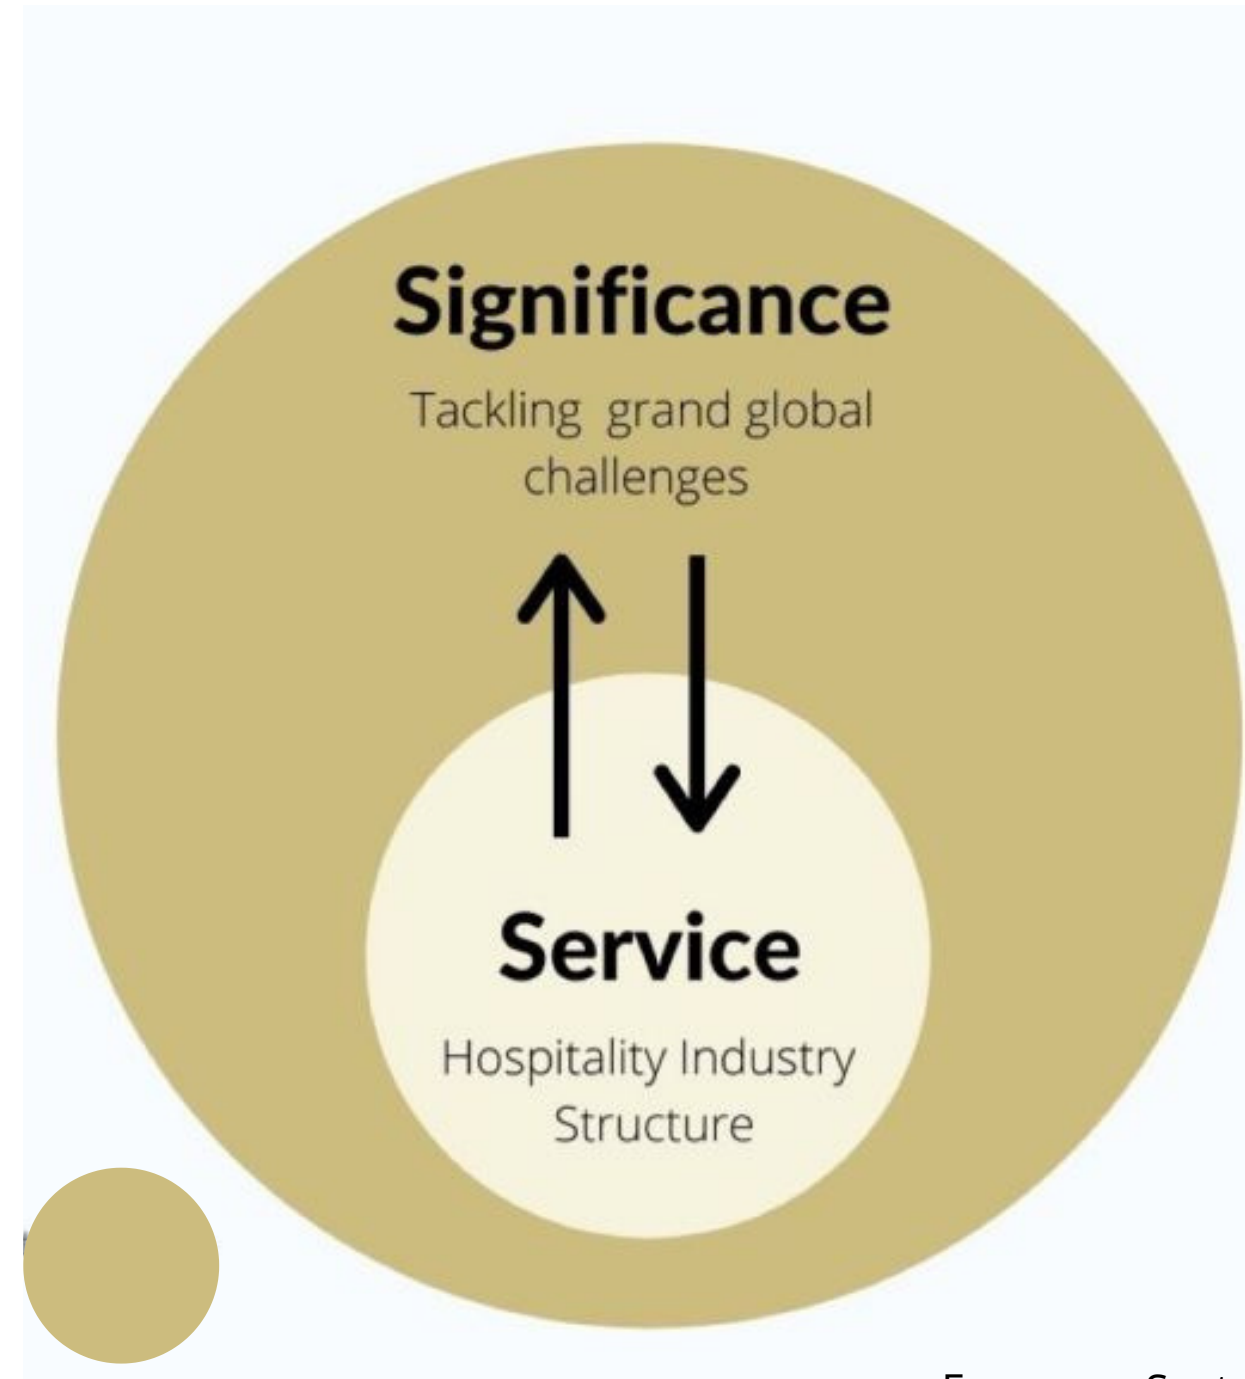 Significance
Tackling grand global
challenges
Service
Hospitality Industry
Structure